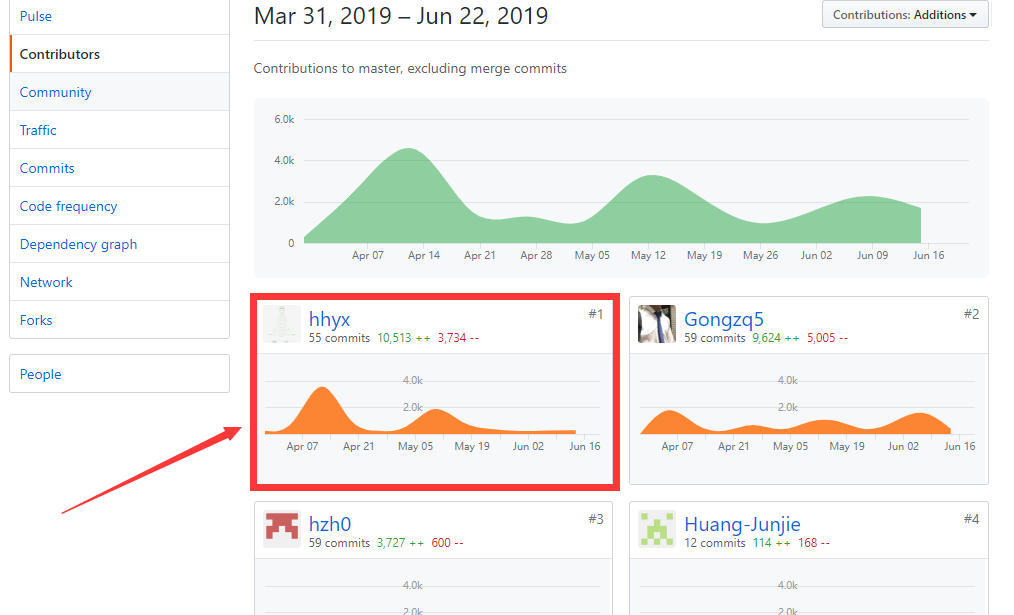 Pulse
Contributors
Community
Traffic
Commits
Code frequency
Dependency graph
Network
Forks
People
Mar 31, 2019 – Jun 22, 2019
Contributions: Additions
Contributions to master, excluding merge commits
6.0k
4.0k
2.0k
0
Apr 07 Apr 14 Apr 21 Apr 28 May 05 May 12 May 19 May 26 Jun 02 Jun 09 Jun 16
hhyx #1
55 commits 10,513 ++ 3,734 --
4.0k
2.0k
Apr 07 Apr 21 May 05 May 19 Jun 02 Jun 16
Gongzq5 #2
59 commits 9,624 ++ 5,005 --
4.0k
2.0k
Apr 07 Apr 21 May 05 May 19 Jun 02 Jun 16
hzh0 #3
59 commits 3,727 ++ 600 --
4.0k
2.0k
Huang-Junjie #4
12 commits 114 ++ 168 --
4.0k
2.0k